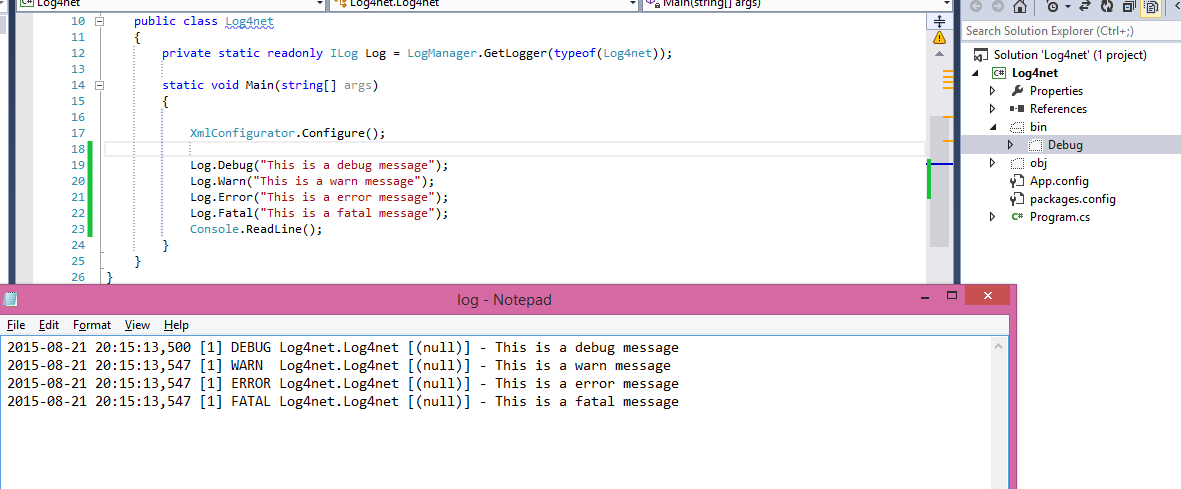 Log4net
Log4net.Log4net
Main(string[] args)
10 public class Log4net
11 {
12 private static readonly ILog Log = LogManager.GetLogger(typeof(Log4net));
13
14 static void Main(string[] args)
15 {
16
17 XmlConfigurator.Configure();
18
19 Log.Debug("This is a debug message");
20 Log.Warn("This is a warn message");
21 Log.Error("This is a error message");
22 Log.Fatal("This is a fatal message");
23 Console.ReadLine();
24 }
25 }
26 }
Search Solution Explorer (Ctrl+;)
Solution 'Log4net' (1 project)
C# Log4net
Properties
References
bin
Debug
obj
App.config
packages.config
C# Program.cs
log - Notepad
File Edit Format View Help
2015-08-21 20:15:13,500 [1] DEBUG Log4net.Log4net [(null)] - This is a debug message
2015-08-21 20:15:13,547 [1] WARN  Log4net.Log4net [(null)] - This is a warn message
2015-08-21 20:15:13,547 [1] ERROR Log4net.Log4net [(null)] - This is a error message
2015-08-21 20:15:13,547 [1] FATAL Log4net.Log4net [(null)] - This is a fatal message